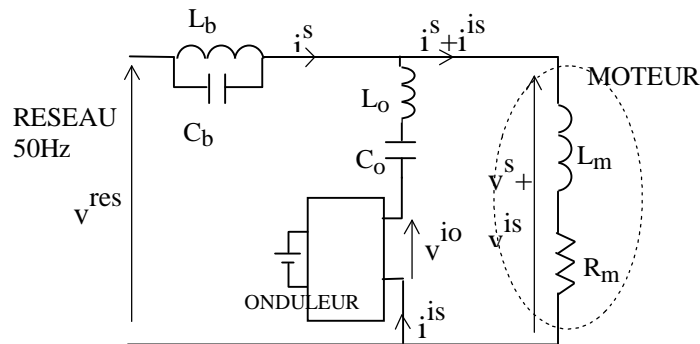 L_b
i^s
i^s+i^is
MOTEUR
L_o
RESEAU
50Hz
C_b
C_o
L_m
v^s+
v^is
v^res
v^io
R_m
ONDULEUR
i^is